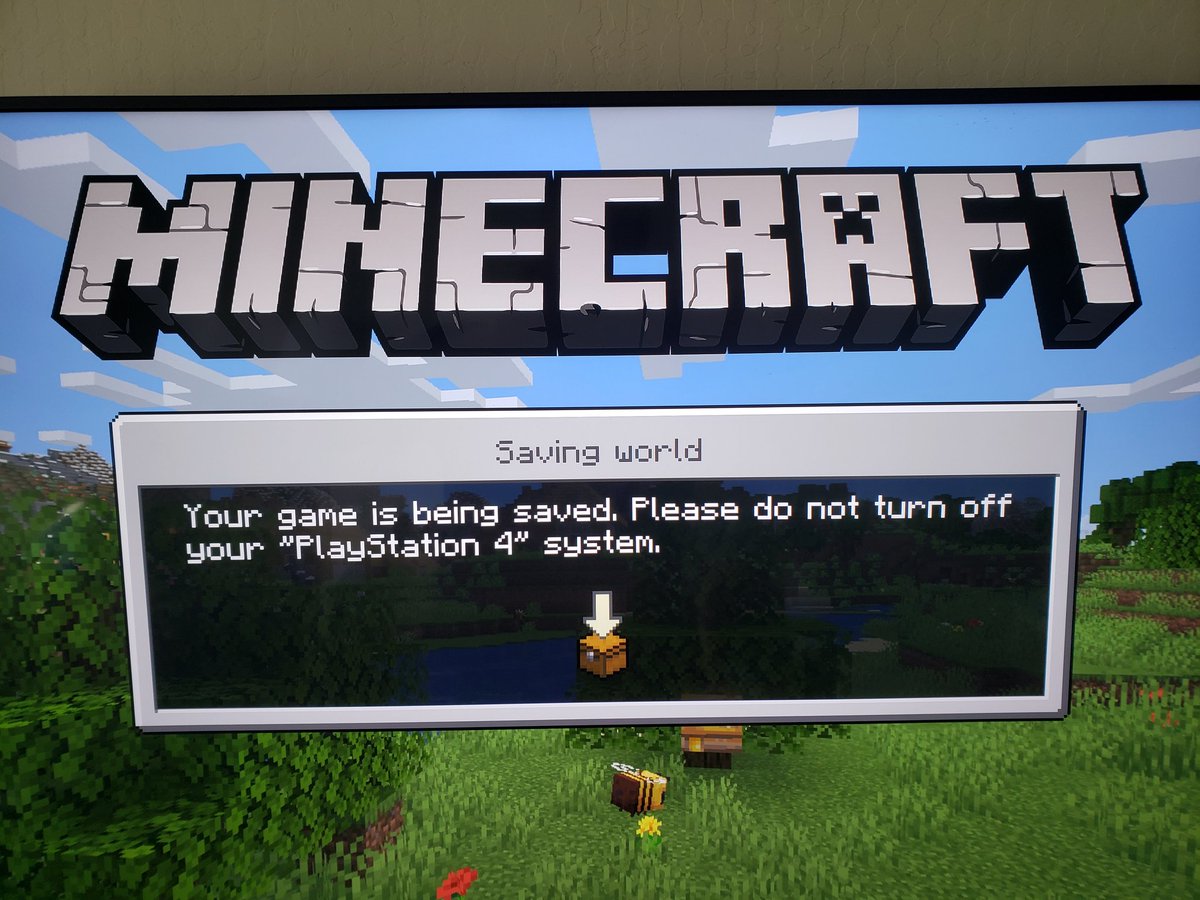 MINECRAFT
Saving world
Your game is being saved. Please do not turn off
your "PlayStation 4" system.